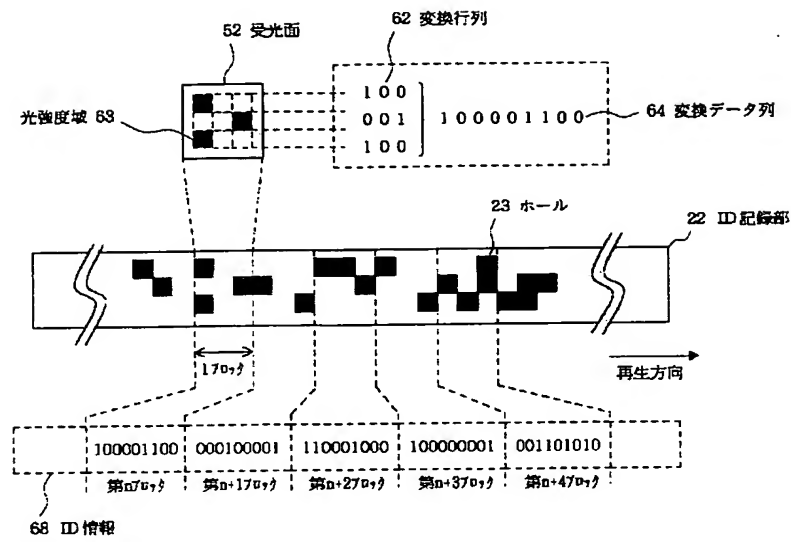 62 変換行列
52 受光面
100
光強度域 63
001
100001100
64 変換データ列
100
23 ホール
22 ID記録部
1ブロック
再生方向
100001100
000100001
110001000
100000001
001101010
第nブロック
第n+1ブロック
第n+2ブロック
第n+3ブロック
第n+4ブロック
68 ID情報